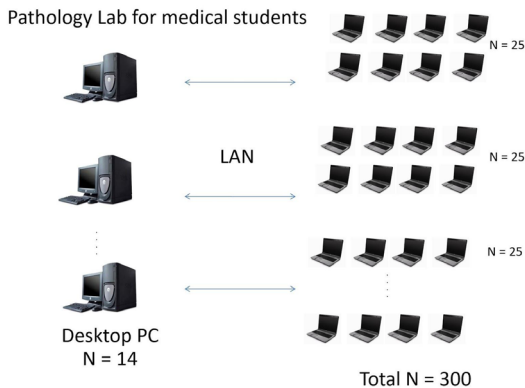 Pathology Lab for medical students
N = 25
LAN
N = 25
N = 25
Desktop PC
N = 14
Total N = 300